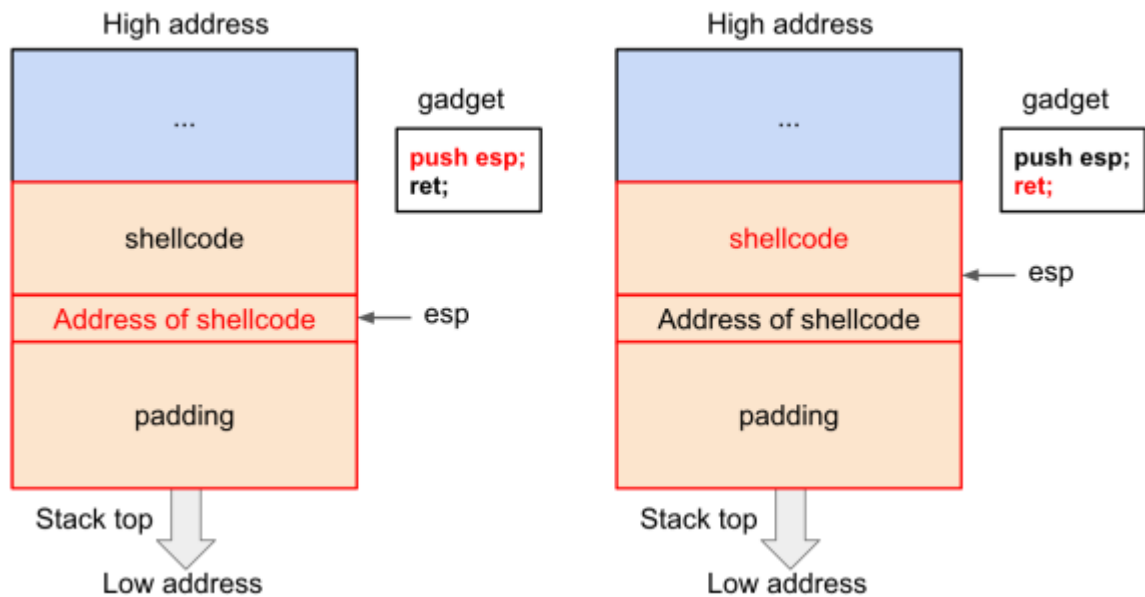 High address
...
gadget
push esp;
ret;
shellcode
Address of shellcode
esp
padding
Stack top
Low address
High address
...
gadget
push esp;
ret;
shellcode
esp
Address of shellcode
padding
Stack top
Low address